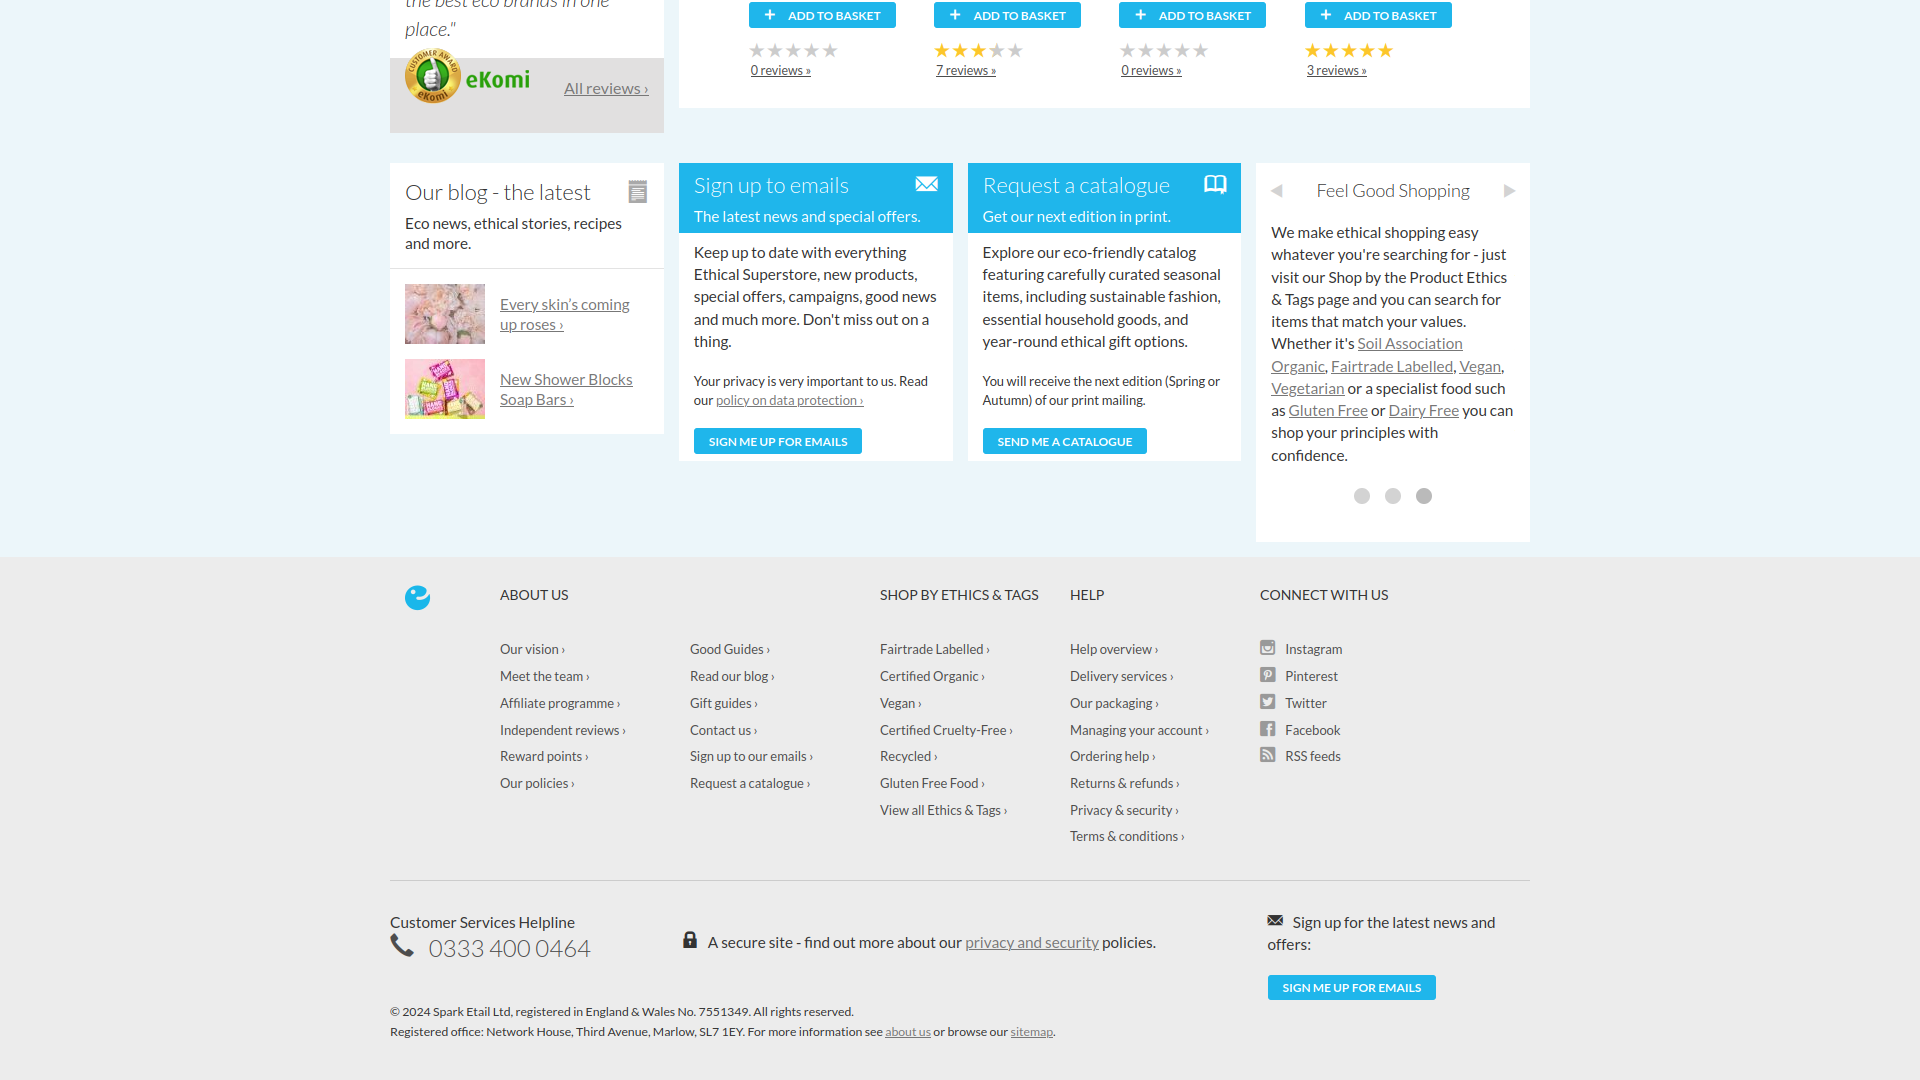 the best eco brands in one
place."
CUSTOMER AWARD
eKomi
eKomi
All reviews ›
ADD TO BASKET
ADD TO BASKET
ADD TO BASKET
ADD TO BASKET
0 reviews »
7 reviews »
0 reviews »
3 reviews »
Our blog - the latest
Eco news, ethical stories, recipes
and more.
Every skin’s coming
up roses ›
New Shower Blocks
Soap Bars ›
Sign up to emails
The latest news and special offers.
Keep up to date with everything
Ethical Superstore, new products,
special offers, campaigns, good news
and much more. Don't miss out on a
thing.
Your privacy is very important to us. Read
our policy on data protection ›
SIGN ME UP FOR EMAILS
Request a catalogue
Get our next edition in print.
Explore our eco-friendly catalog
featuring carefully curated seasonal
items, including sustainable fashion,
essential household goods, and
year-round ethical gift options.
You will receive the next edition (Spring or
Autumn) of our print mailing.
SEND ME A CATALOGUE
Feel Good Shopping
We make ethical shopping easy
whatever you're searching for - just
visit our Shop by the Product Ethics
& Tags page and you can search for
items that match your values.
Whether it's Soil Association
Organic, Fairtrade Labelled, Vegan,
Vegetarian or a specialist food such
as Gluten Free or Dairy Free you can
shop your principles with
confidence.
ABOUT US
Our vision ›
Meet the team ›
Affiliate programme ›
Independent reviews ›
Reward points ›
Our policies ›
Good Guides ›
Read our blog ›
Gift guides ›
Contact us ›
Sign up to our emails ›
Request a catalogue ›
SHOP BY ETHICS & TAGS
Fairtrade Labelled ›
Certified Organic ›
Vegan ›
Certified Cruelty-Free ›
Recycled ›
Gluten Free Food ›
View all Ethics & Tags ›
HELP
Help overview ›
Delivery services ›
Our packaging ›
Managing your account ›
Ordering help ›
Returns & refunds ›
Privacy & security ›
Terms & conditions ›
CONNECT WITH US
Instagram
Pinterest
Twitter
Facebook
RSS feeds
Customer Services Helpline
0333 400 0464
A secure site - find out more about our privacy and security policies.
Sign up for the latest news and
offers:
SIGN ME UP FOR EMAILS
© 2024 Spark Etail Ltd, registered in England & Wales No. 7551349. All rights reserved.
Registered office: Network House, Third Avenue, Marlow, SL7 1EY. For more information see about us or browse our sitemap.